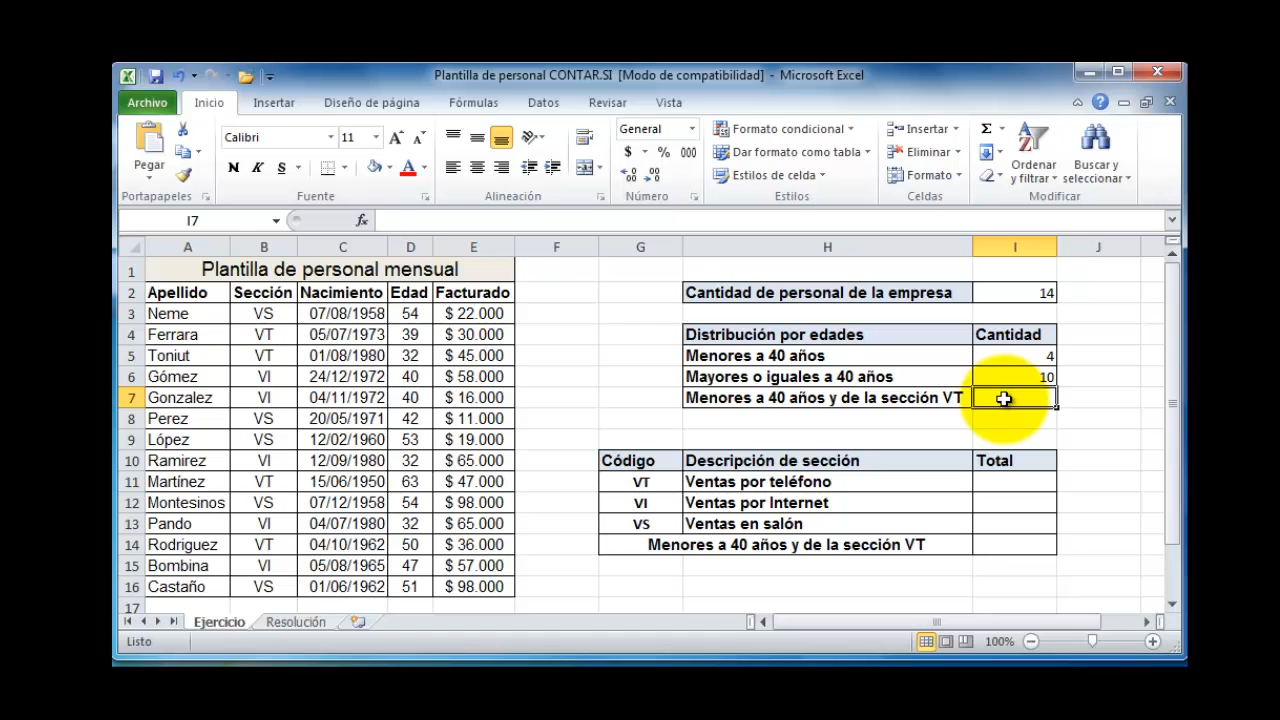 Plantilla de personal CONTAR.SI [Modo de compatibilidad] - Microsoft Excel
Archivo Inicio Insertar Diseño de página Fórmulas Datos Revisar Vista
Pegar
Portapapeles
Calibri 11
N K S A
Fuente
Alineación
General
$ % 000
Número
Formato condicional
Dar formato como tabla
Estilos de celda
Estilos
Insertar
Eliminar
Formato
Celdas
Σ
Ordenar y filtrar
Buscar y seleccionar
Modificar
I7 fx
A B C D E F G H I J
1 Plantilla de personal mensual
2 Apellido Sección Nacimiento Edad Facturado Cantidad de personal de la empresa 14
3 Neme VS 07/08/1958 54 $ 22.000
4 Ferrara VT 05/07/1973 39 $ 30.000 Distribución por edades Cantidad
5 Toniut VT 01/08/1980 32 $ 45.000 Menores a 40 años 4
6 Gómez VI 24/12/1972 40 $ 58.000 Mayores o iguales a 40 años 10
7 Gonzalez VI 04/11/1972 40 $ 16.000 Menores a 40 años y de la sección VT
8 Perez VS 20/05/1971 42 $ 11.000
9 López VS 12/02/1960 53 $ 19.000
10 Ramirez VI 12/09/1980 32 $ 65.000 Código Descripción de sección Total
11 Martínez VT 15/06/1950 63 $ 47.000 VT Ventas por teléfono
12 Montesinos VS 07/12/1958 54 $ 98.000 VI Ventas por Internet
13 Pando VI 04/07/1980 32 $ 65.000 VS Ventas en salón
14 Rodriguez VT 04/10/1962 50 $ 36.000 Menores a 40 años y de la sección VT
15 Bombina VI 05/08/1965 47 $ 57.000
16 Castaño VS 01/06/1962 51 $ 98.000
17
Ejercicio Resolución
Listo 100%